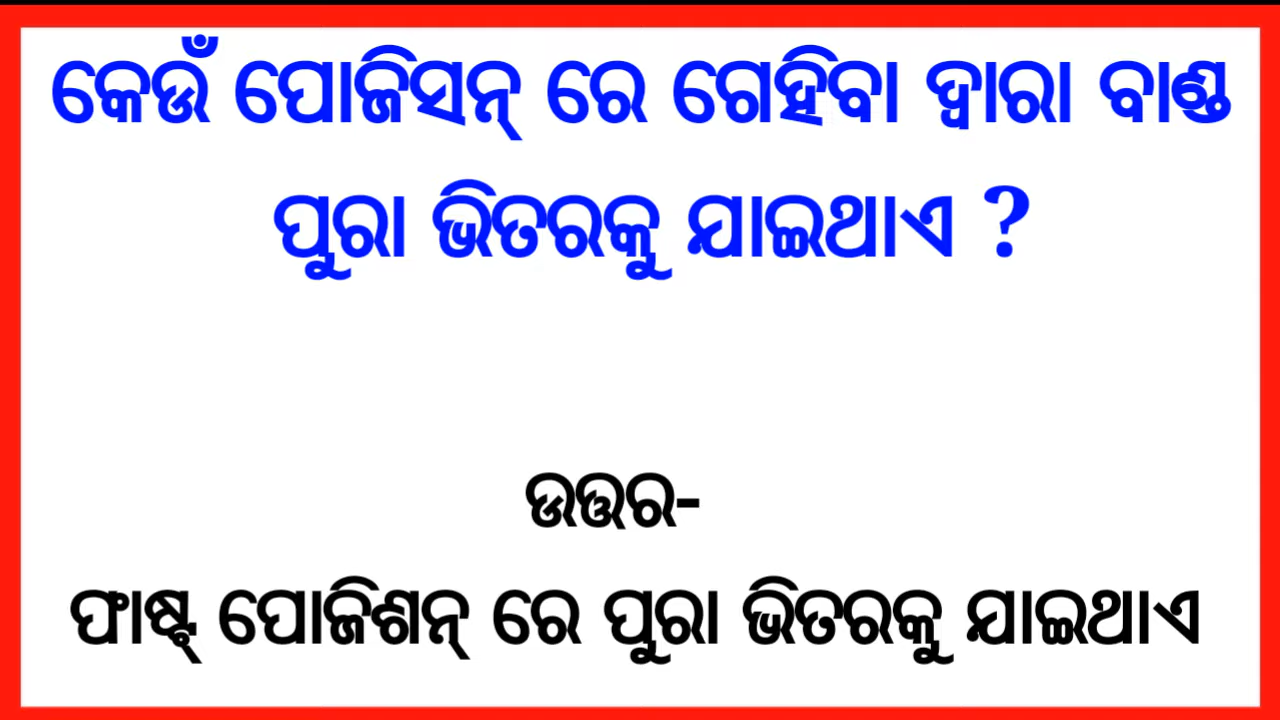 କେଉଁ ପୋଜିସନ୍ ରେ ଗେହିବା ଦ୍ଵାରା ବାଣ୍ଡ
ପୁରା ଭିତରକୁ ଯାଇଥାଏ ?
ଉତ୍ତର-
ଫାଷ୍ଟ୍ ପୋଜିଶନ୍ ରେ ପୁରା ଭିତରକୁ ଯାଇଥାଏ